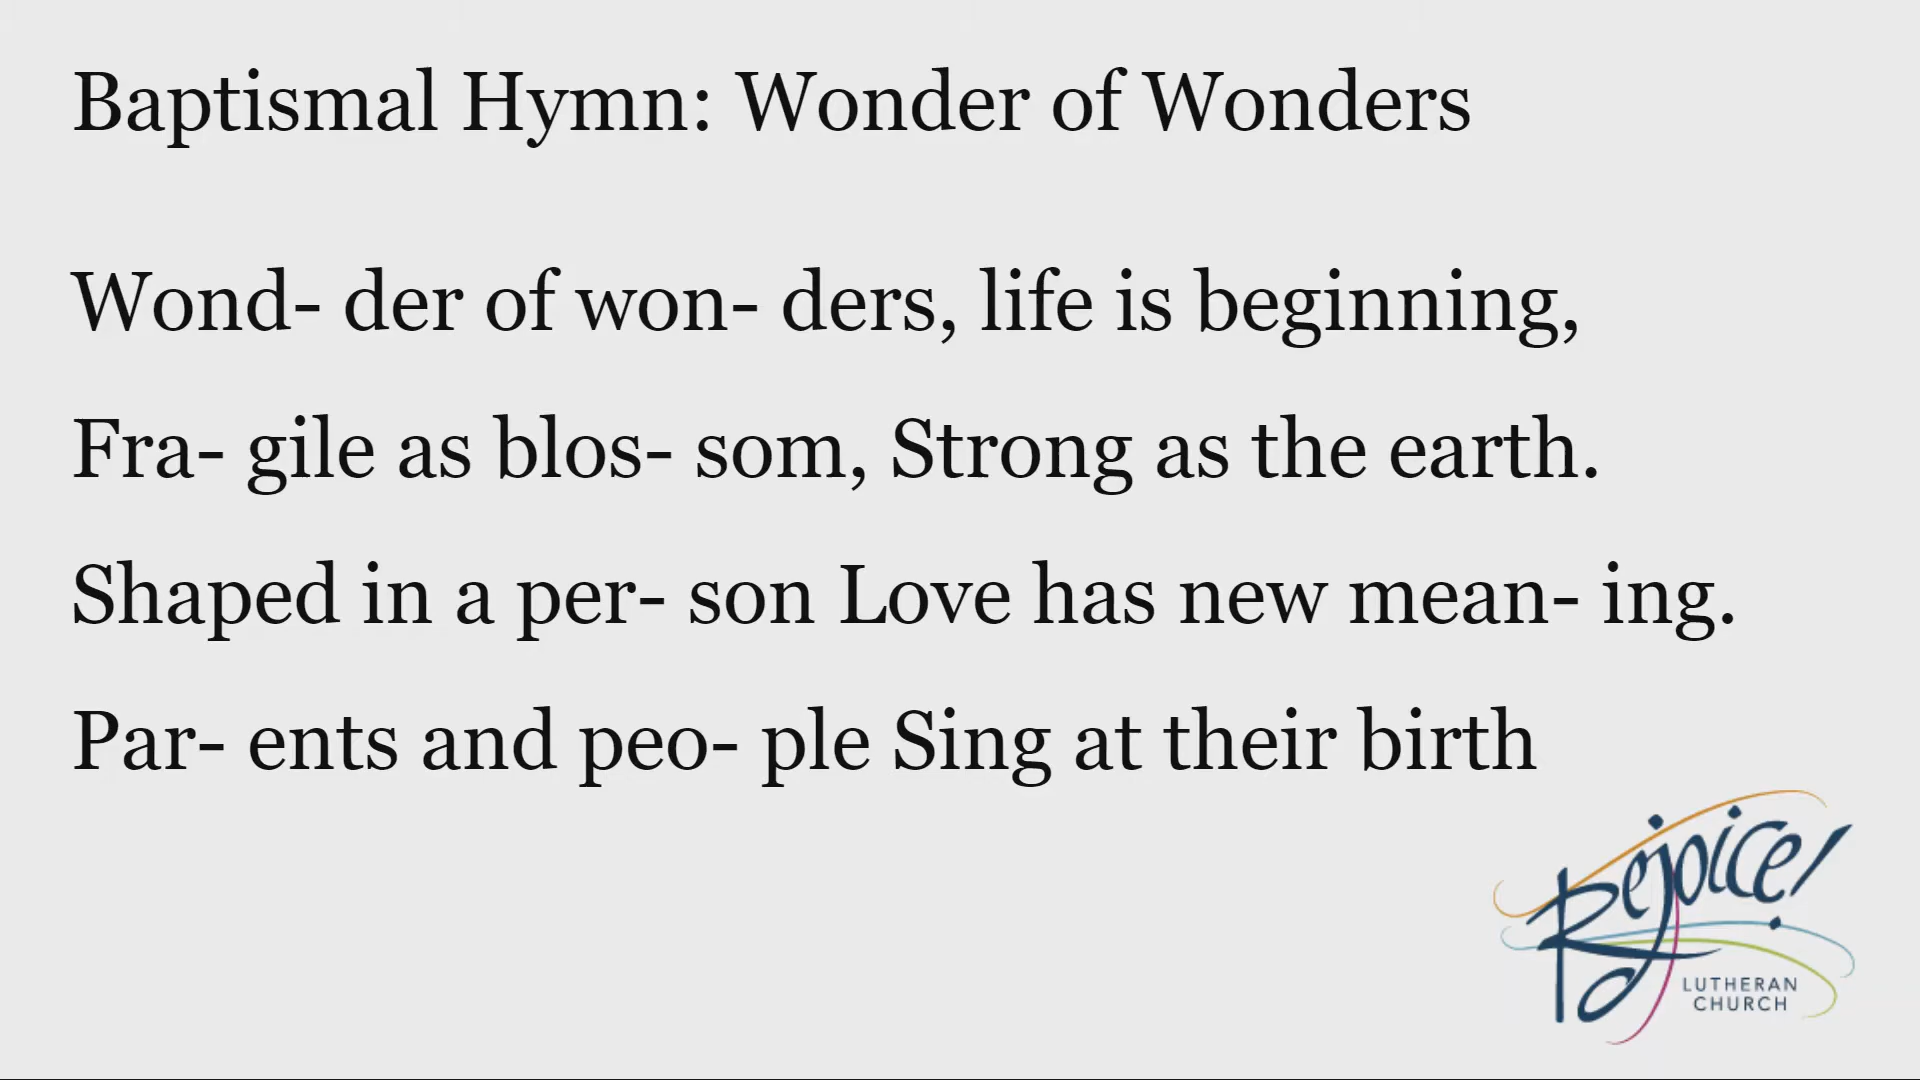 Baptismal Hymn: Wonder of Wonders
Wond- der of won- ders, life is beginning,
Fra- gile as blos- som, Strong as the earth.
Shaped in a per- son Love has new mean- ing.
Par- ents and peo- ple Sing at their birth
Rejoice!
LUTHERAN
CHURCH